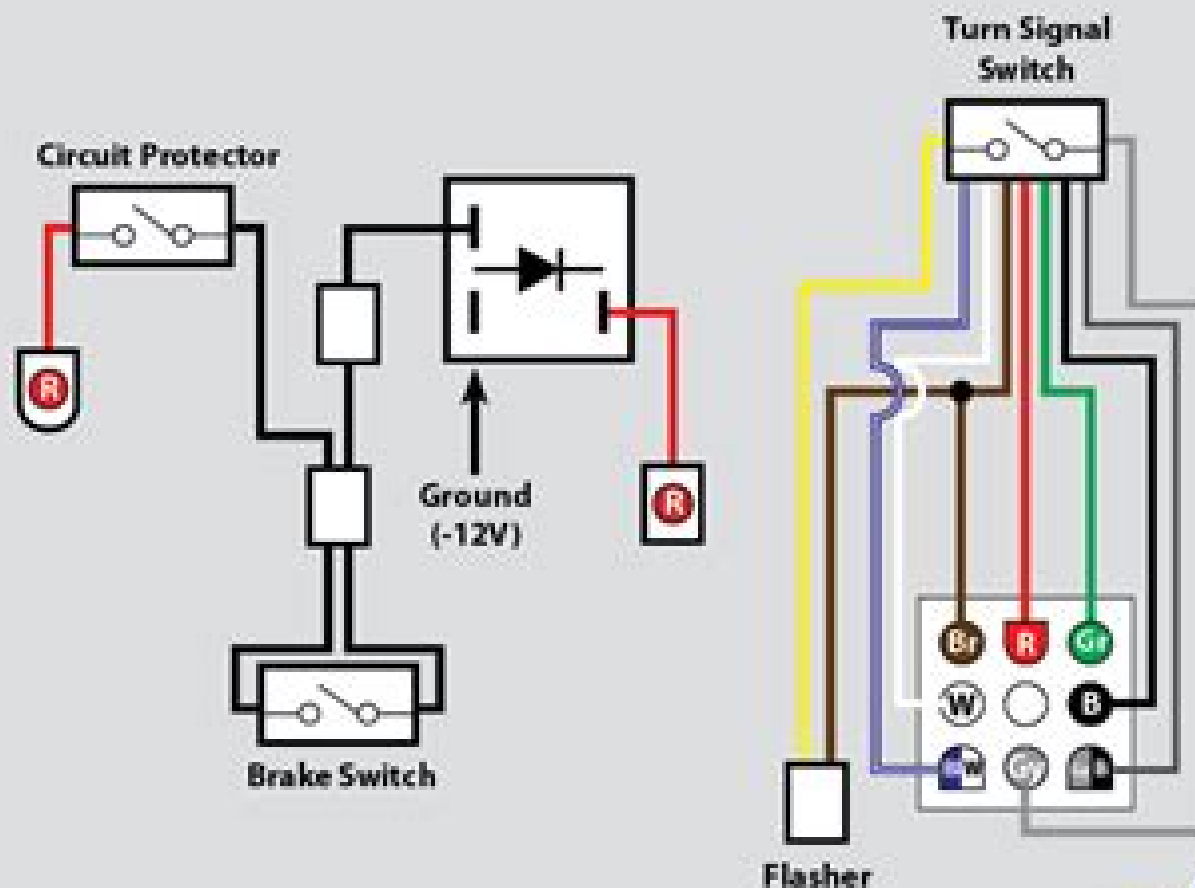 Turn Signal
Switch
Circuit Protector
R
Ground
(-12V)
R
Brake Switch
Br R Gr
W B
W
Flasher